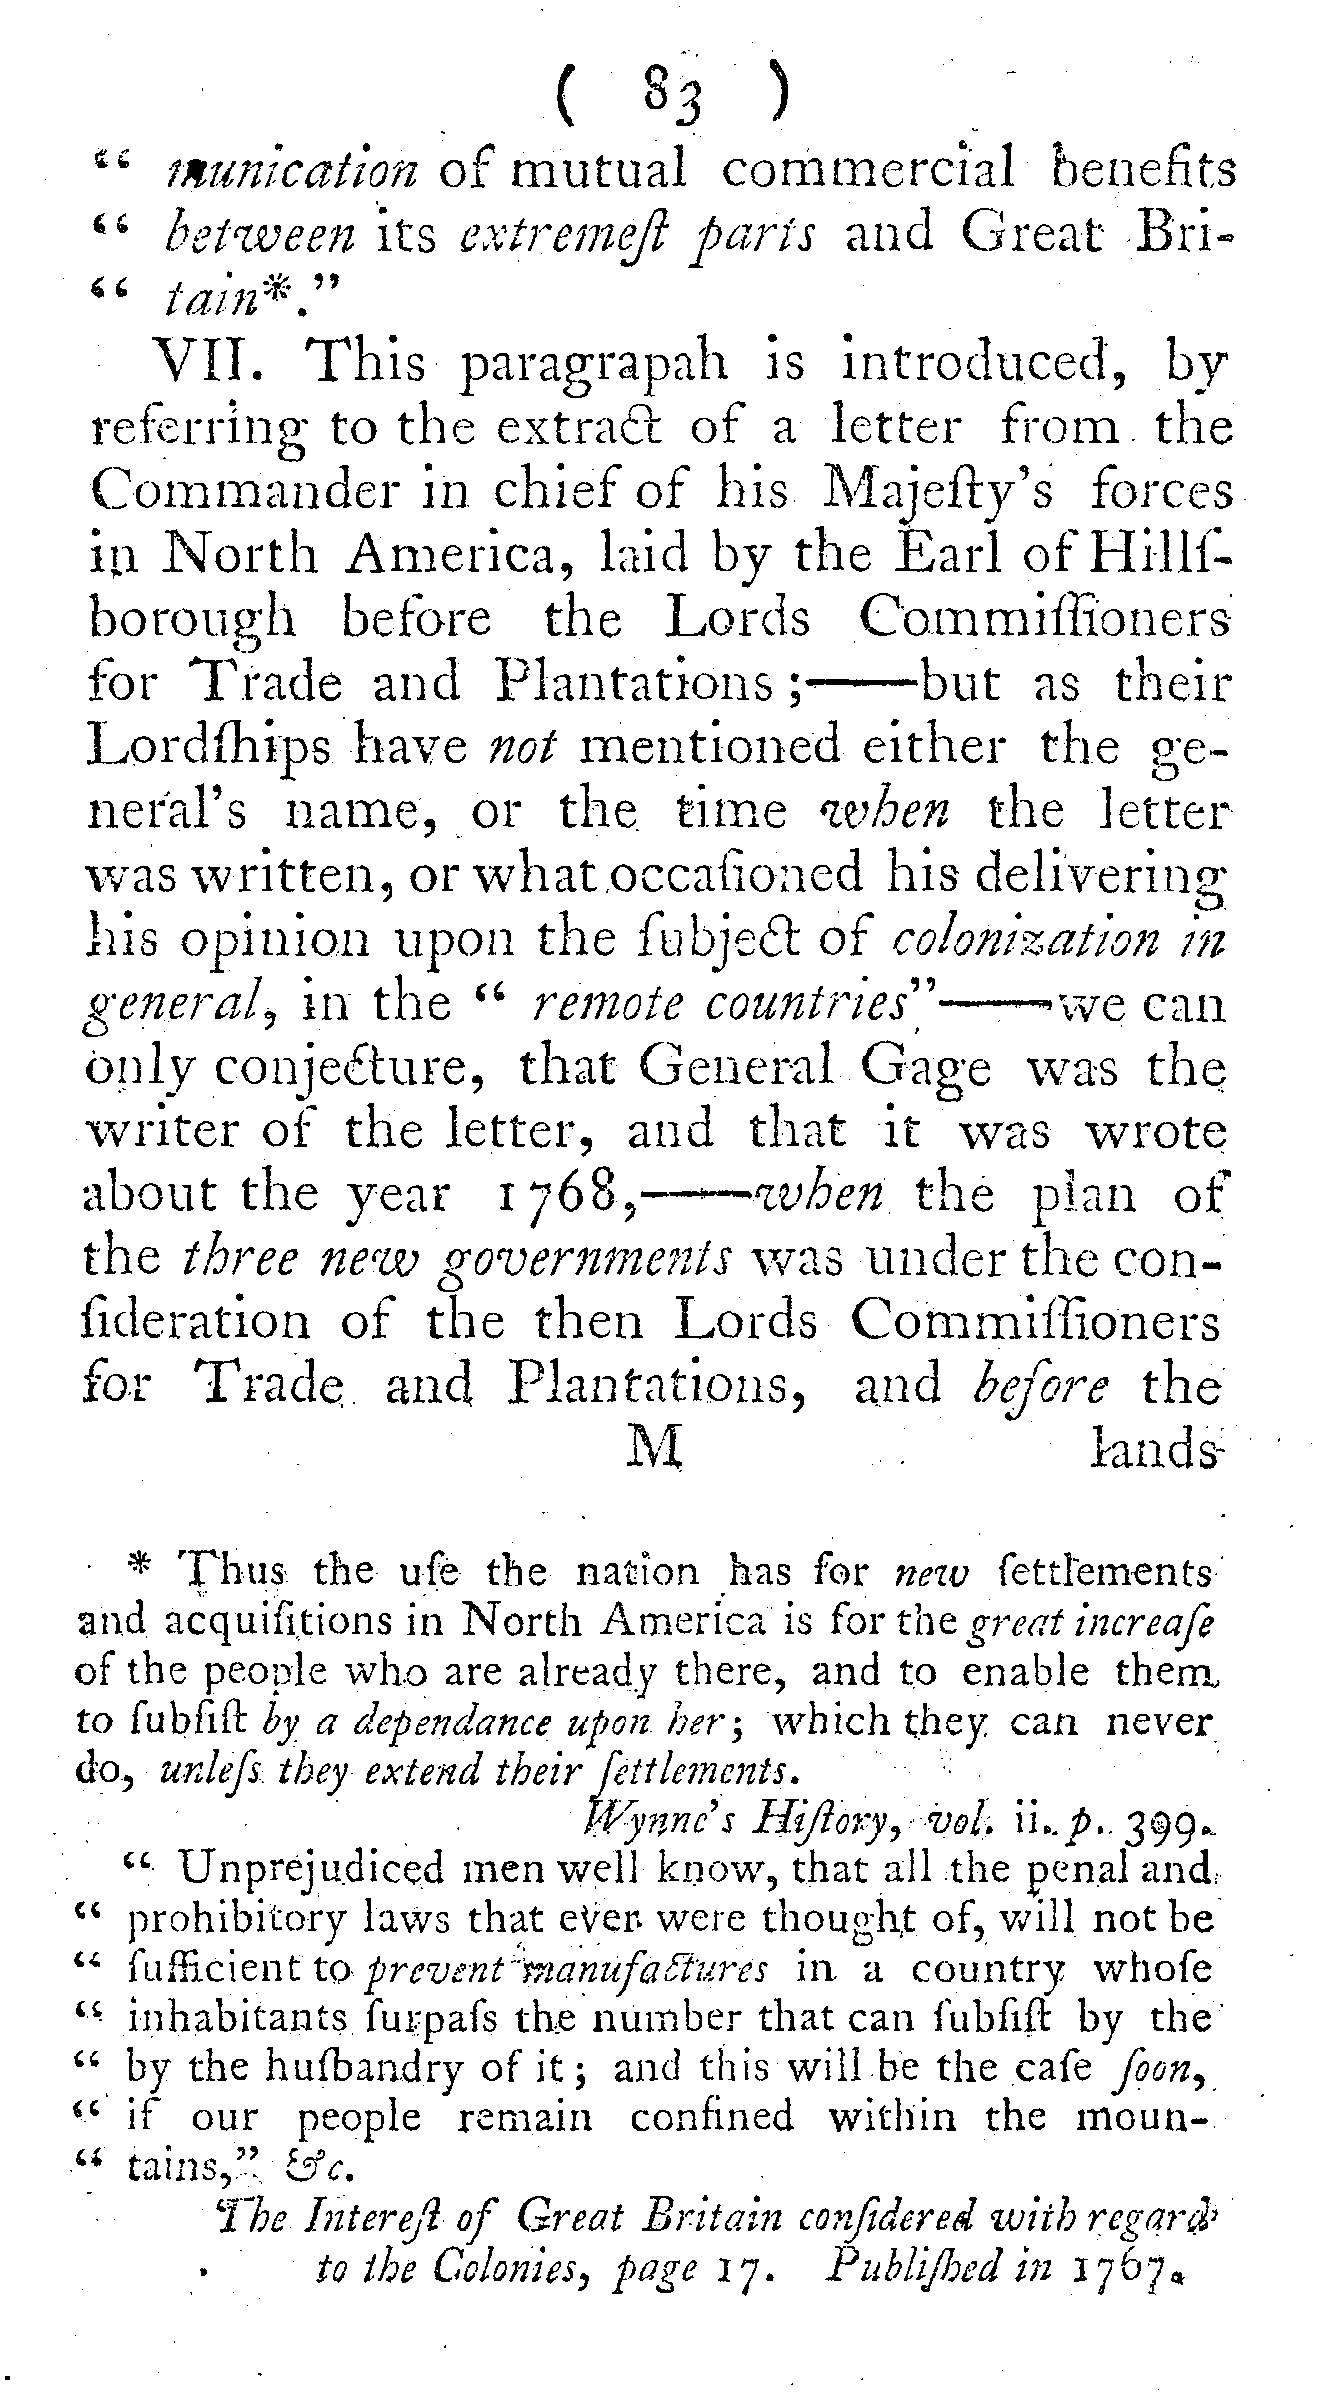 ( 83 )
“ munication of mutual commercial benefits
“ between its extremeſt parts and Great Bri-
“ tain*.”
VII. This paragrapah is introduced, by
referring to the extract of a letter from the
Commander in chief of his Majeſty’s forces
in North America, laid by the Earl of Hillſ-
borough before the Lords Commiſſioners
for Trade and Plantations ;——but as their
Lordſhips have not mentioned either the ge-
neral’s name, or the time when the letter
was written, or what occaſioned his delivering
his opinion upon the ſubject of colonization in
general, in the “ remote countries”——we can
only conjecture, that General Gage was the
writer of the letter, and that it was wrote
about the year 1768,——when the plan of
the three new governments was under the con-
ſideration of the then Lords Commiſſioners
for Trade and Plantations, and before the
M lands
* Thus the uſe the nation has for new ſettlements
and acquiſitions in North America is for the great increaſe
of the people who are already there, and to enable them
to ſubſiſt by a dependance upon her; which they can never
do, unleſs they extend their ſettlements.
Wynne’s Hiſtory, vol. ii. p. 399.
“ Unprejudiced men well know, that all the penal and
“ prohibitory laws that ever were thought of, will not be
“ ſufficient to prevent manufactures in a country whoſe
“ inhabitants ſurpaſs the number that can ſubſiſt by the
“ by the huſbandry of it; and this will be the caſe ſoon,
“ if our people remain confined within the moun-
“ tains,” &c.
The Intereſt of Great Britain conſidered with regard
to the Colonies, page 17. Publiſhed in 1767.